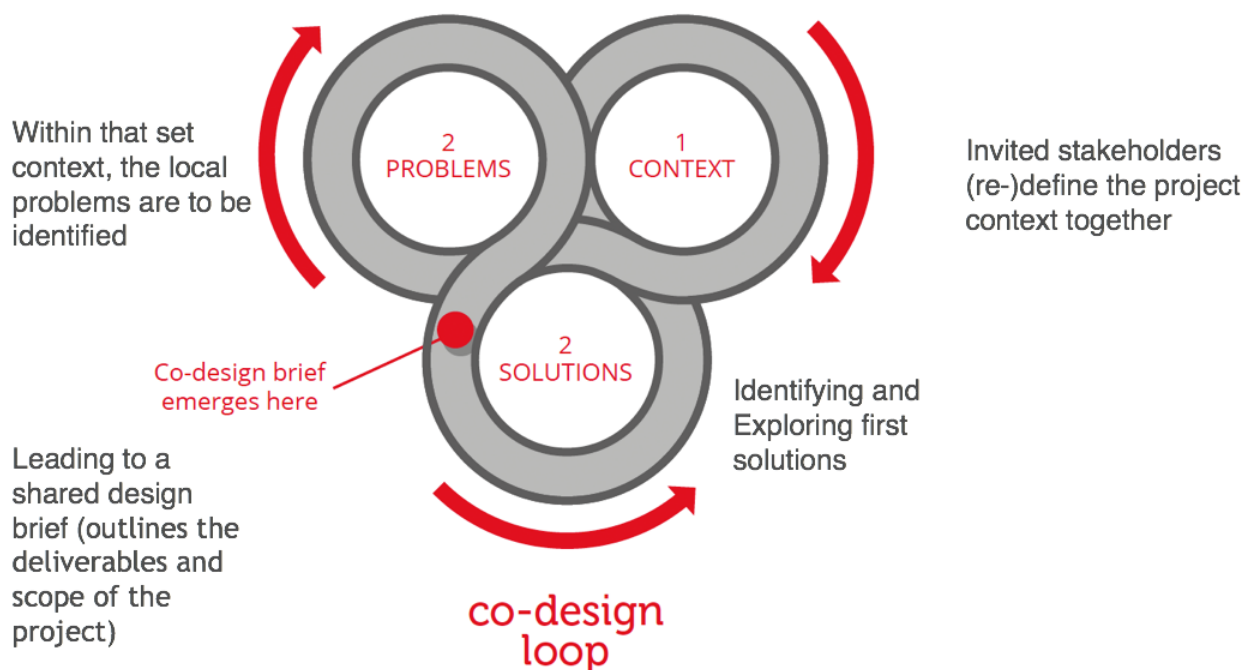 2
PROBLEMS
1
CONTEXT
Within that set
context, the local
problems are to be
identified
Invited stakeholders
(re-)define the project
context together
2
SOLUTIONS
Co-design brief
emerges here
Identifying and
Exploring first
solutions
Leading to a
shared design
brief (outlines the
deliverables and
scope of the
project)
co-design
loop